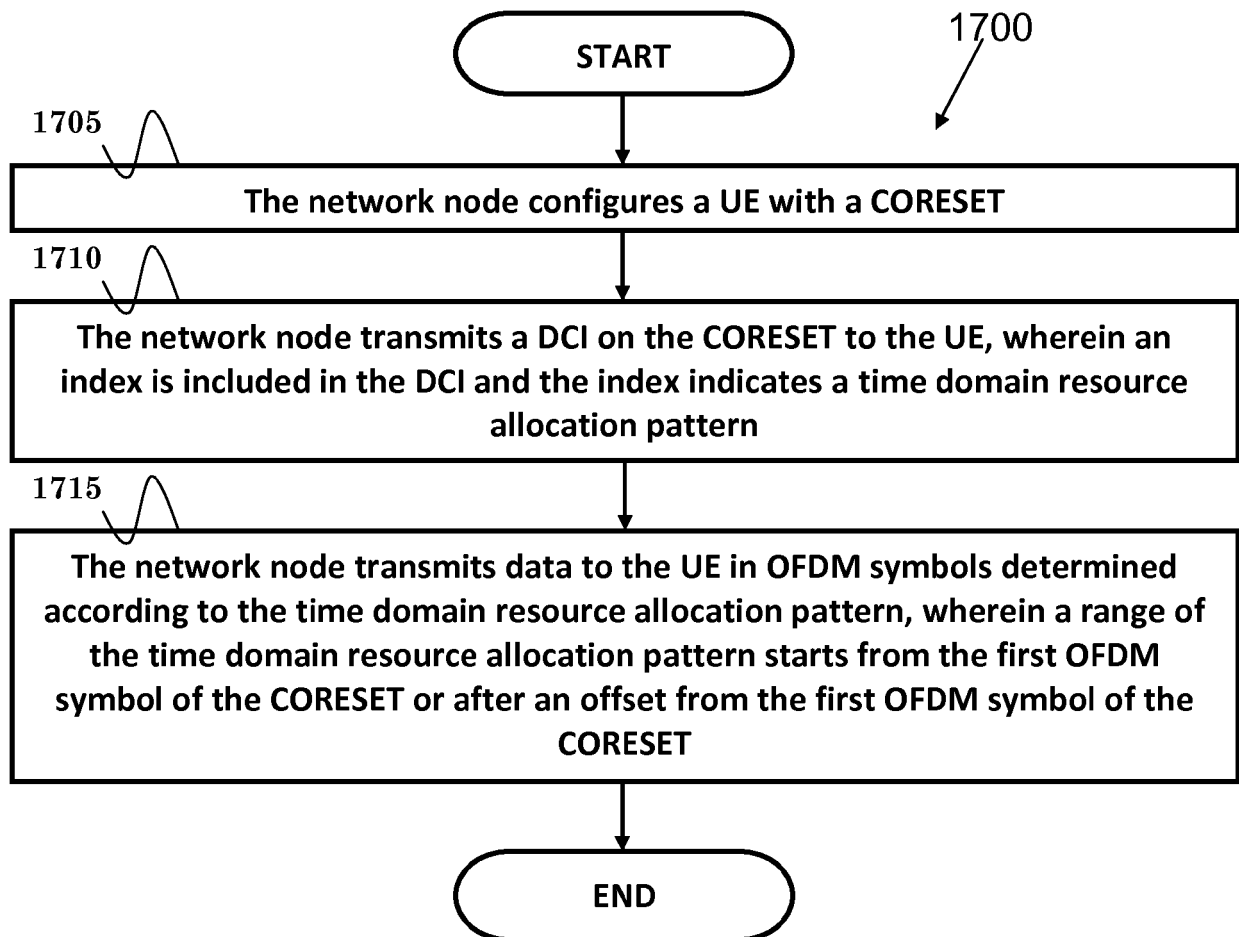 START
1700
1705
The network node configures a UE with a CORESET
1710
The network node transmits a DCI on the CORESET to the UE, wherein an
index is included in the DCI and the index indicates a time domain resource
allocation pattern
1715
The network node transmits data to the UE in OFDM symbols determined
according to the time domain resource allocation pattern, wherein a range of
the time domain resource allocation pattern starts from the first OFDM
symbol of the CORESET or after an offset from the first OFDM symbol of the
CORESET
END